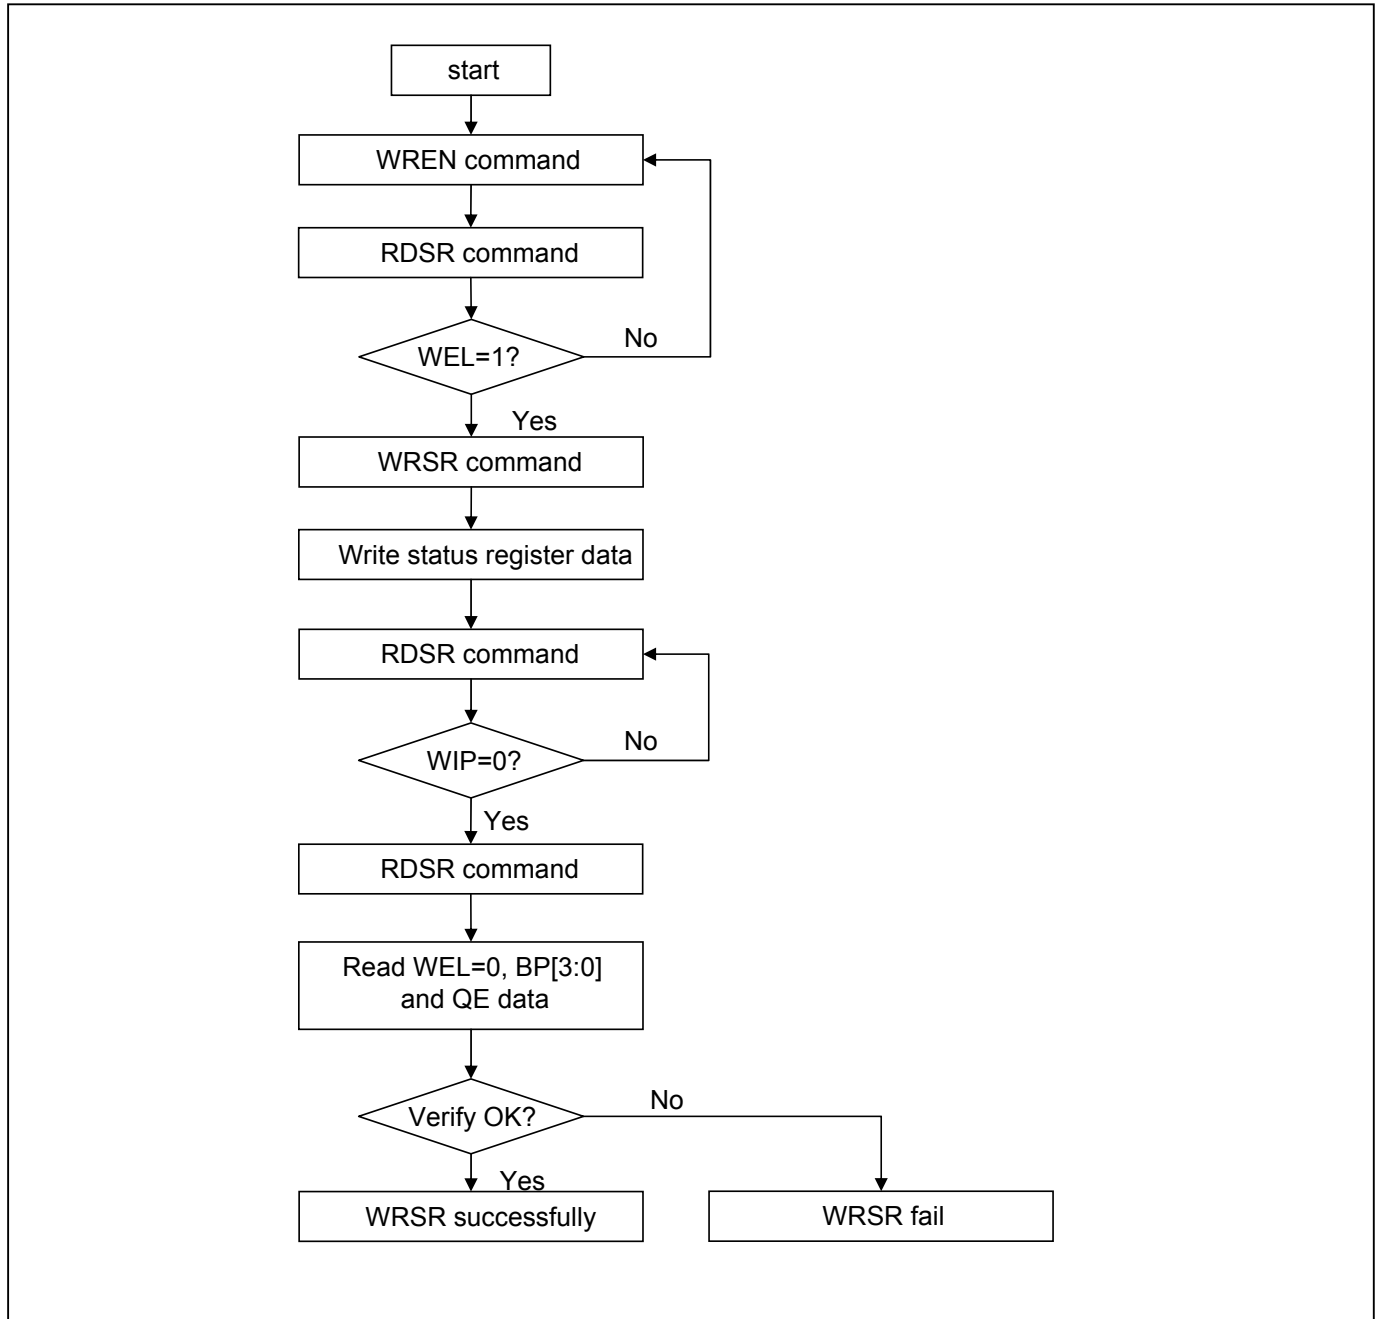 start
WREN command
RDSR command
No
WEL=1?
Yes
WRSR command
Write status register data
RDSR command
No
WIP=0?
Yes
RDSR command
Read WEL=0, BP[3:0]
and QE data
No
Verify OK?
Yes
WRSR successfully
WRSR fail